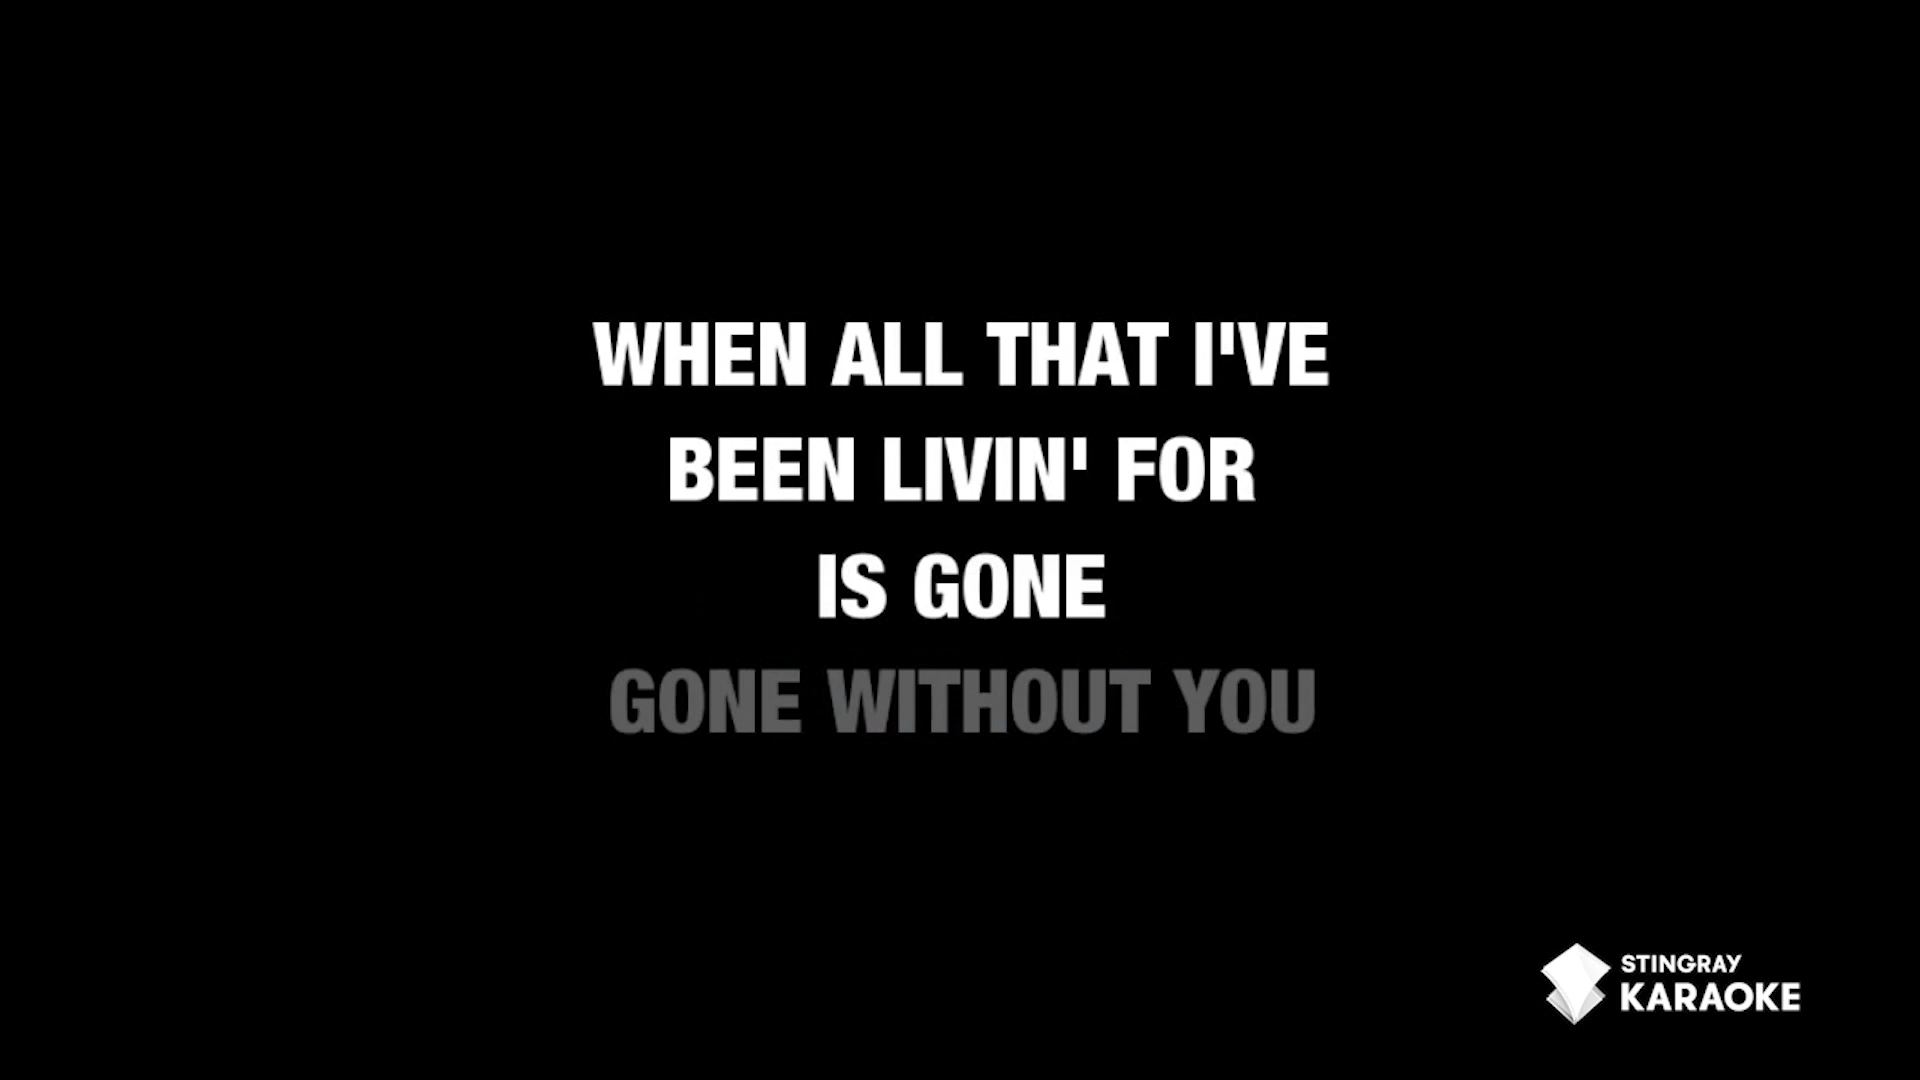 WHEN ALL THAT I'VE
BEEN LIVIN' FOR
IS GONE
GONE WITHOUT YOU
STINGRAY
KARAOKE